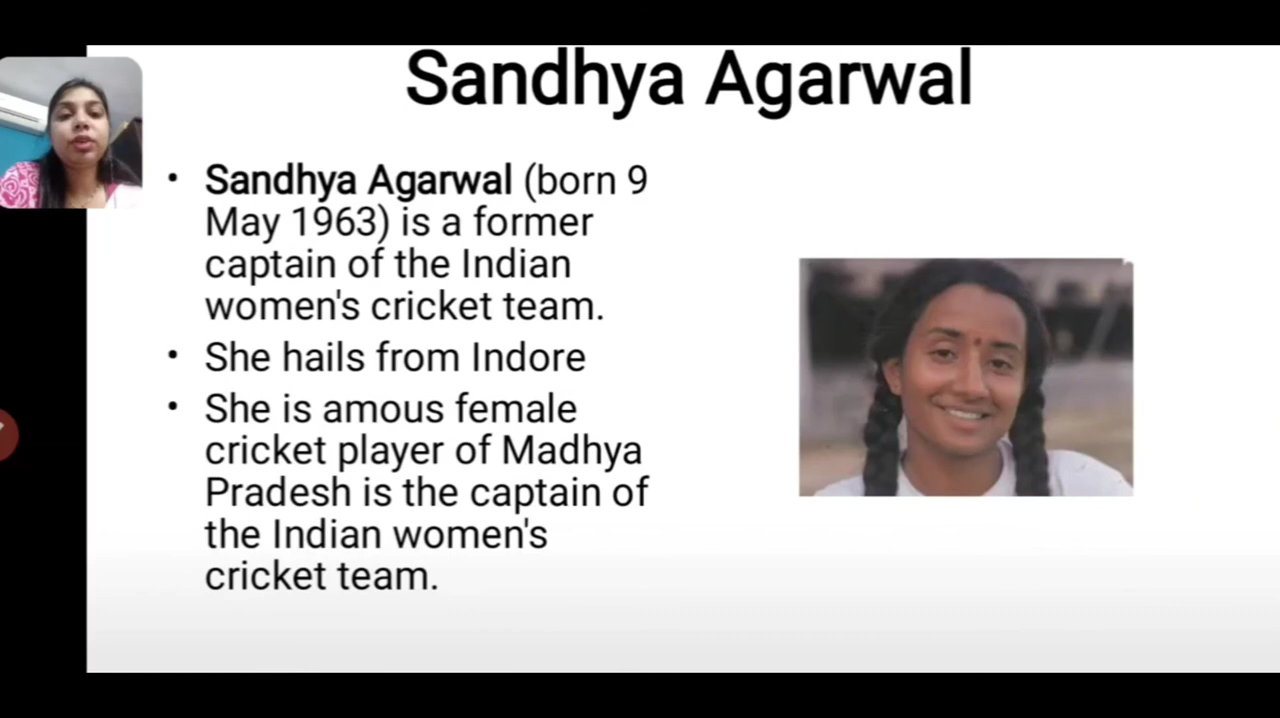 Sandhya Agarwal
• Sandhya Agarwal (born 9
May 1963) is a former
captain of the Indian
women's cricket team.
• She hails from Indore
• She is amous female
cricket player of Madhya
Pradesh is the captain of
the Indian women's
cricket team.